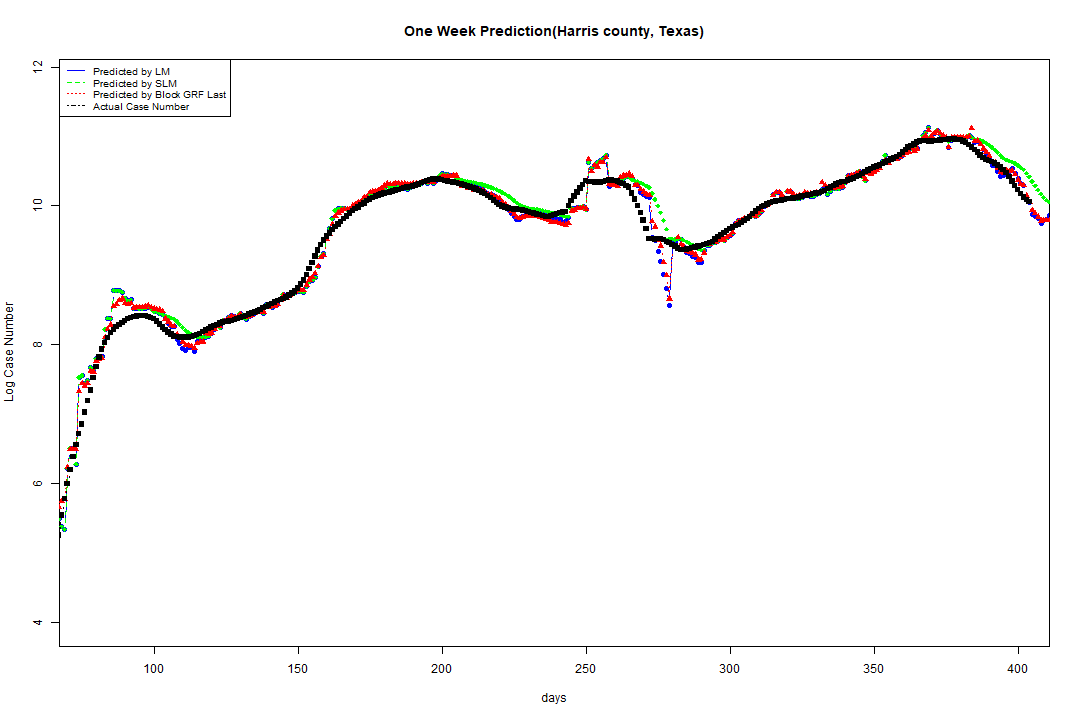 One Week Prediction(Harris county, Texas)
Predicted by LM
Predicted by SLM
Predicted by Block GRF Last
Actual Case Number
12
10
8
6
4
Log Case Number
100 150 200 250 300 350 400
days